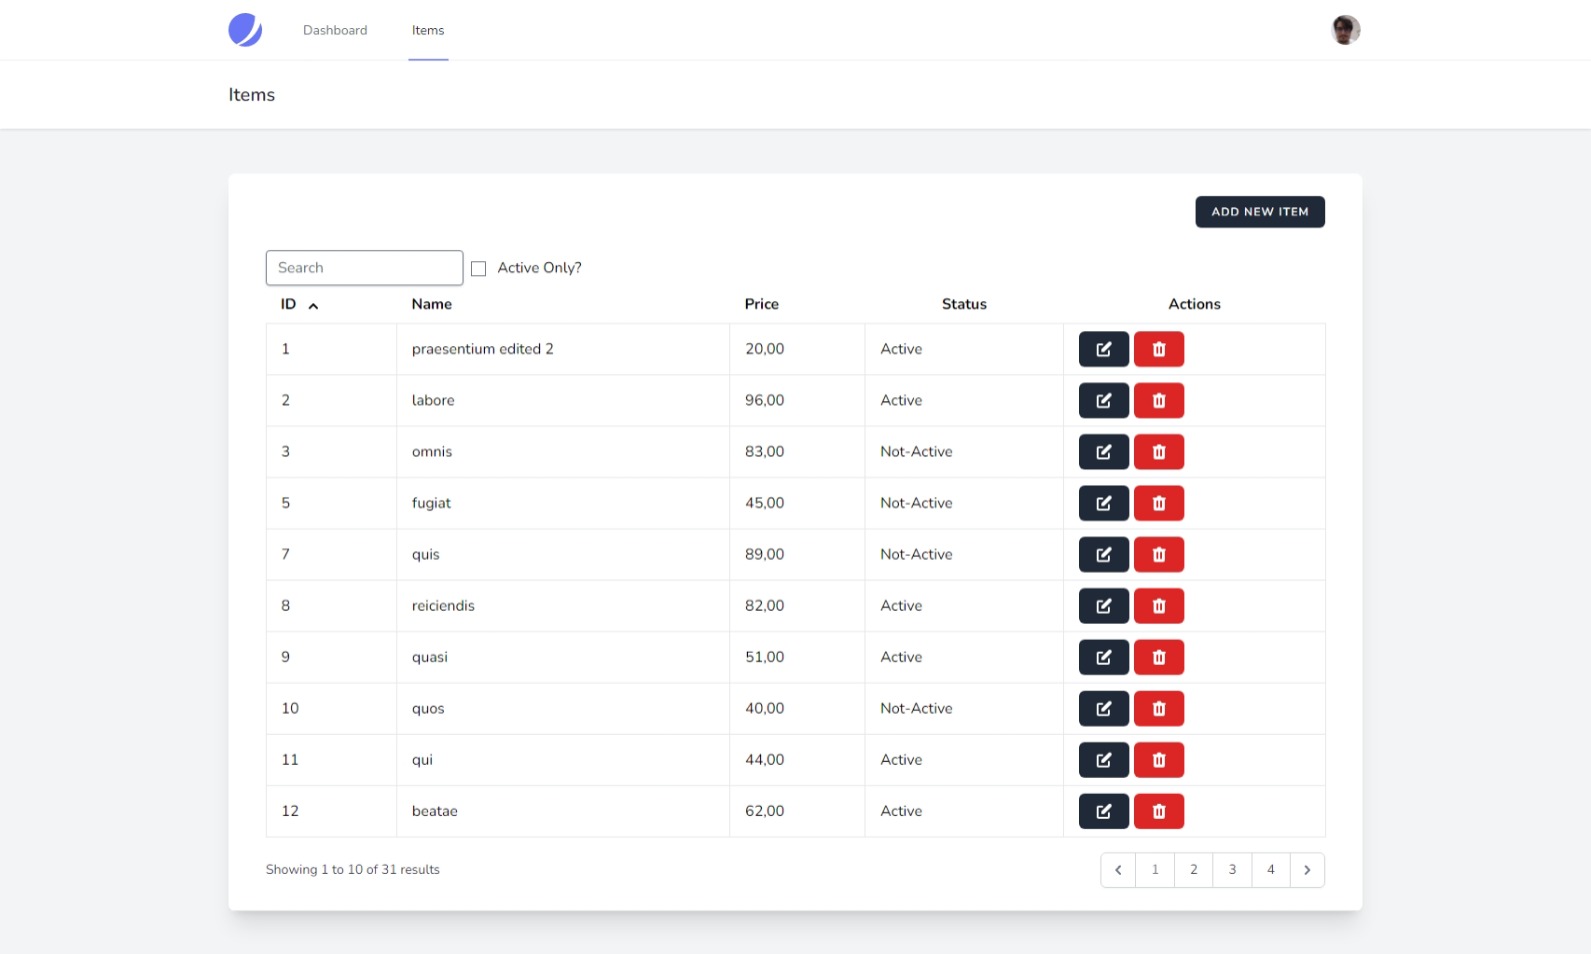 Dashboard Items
Items
ADD NEW ITEM
Search Active Only?
ID Name Price Status Actions
1 praesentium edited 2 20,00 Active
2 labore 96,00 Active
3 omnis 83,00 Not-Active
5 fugiat 45,00 Not-Active
7 quis 89,00 Not-Active
8 reiciendis 82,00 Active
9 quasi 51,00 Active
10 quos 40,00 Not-Active
11 qui 44,00 Active
12 beatae 62,00 Active
Showing 1 to 10 of 31 results 1 2 3 4